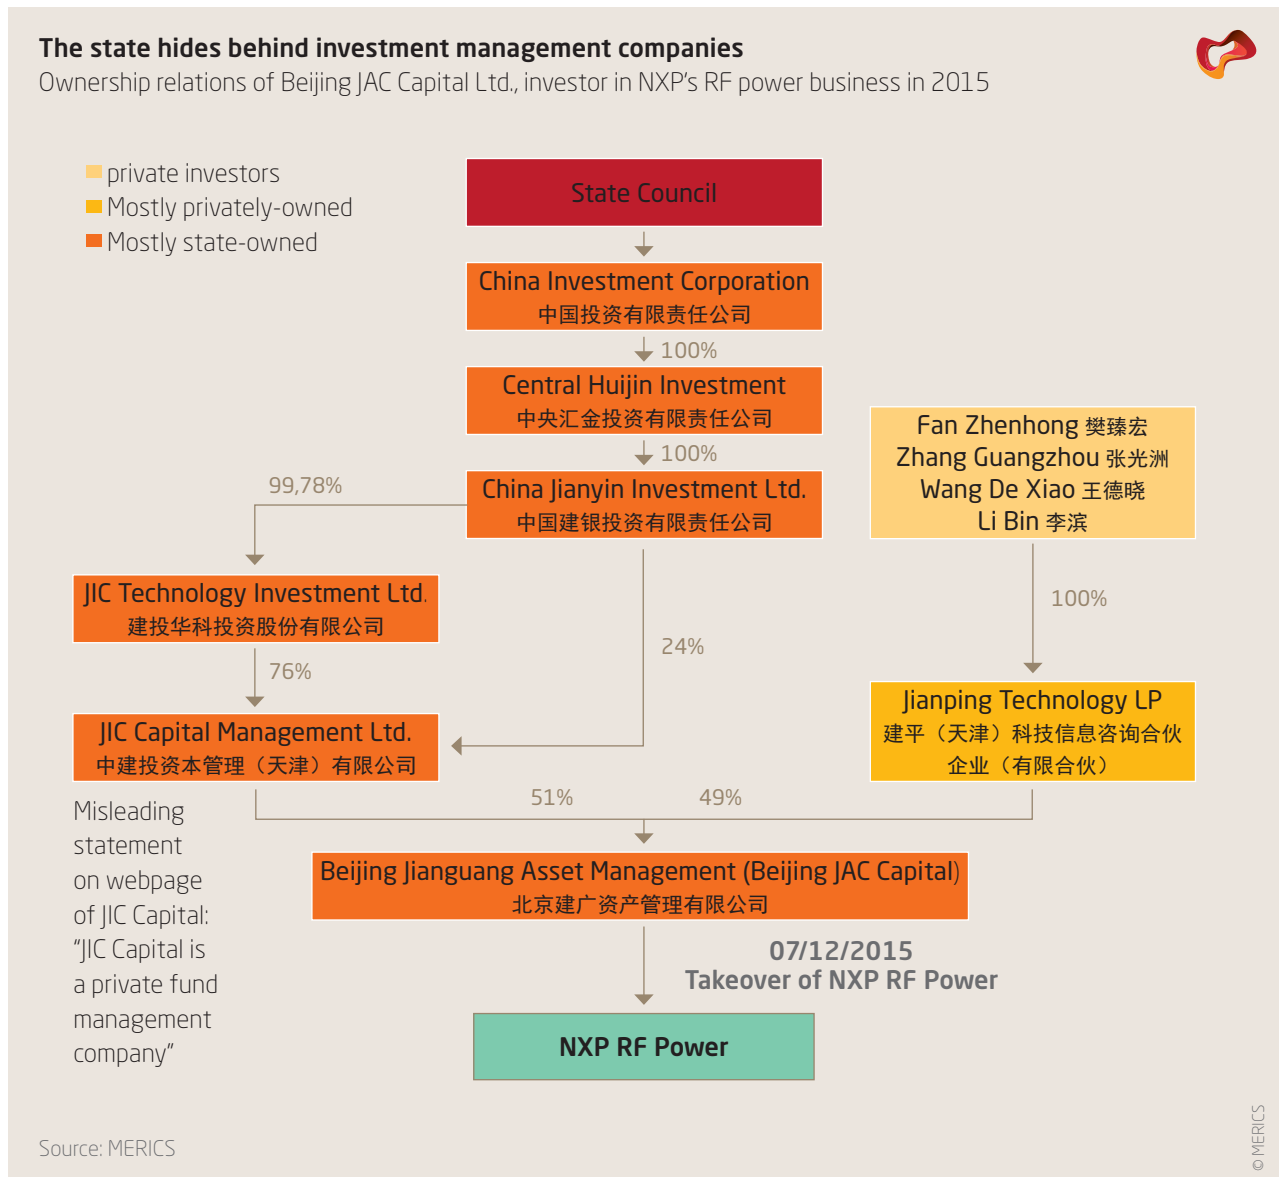 The state hides behind investment management companies
Ownership relations of Beijing JAC Capital Ltd., investor in NXP's RF power business in 2015
private investors
Mostly privately-owned
Mostly state-owned
State Council
China Investment Corporation
中国投资有限责任公司
100%
Central Huijin Investment
中央汇金投资有限责任公司
100%
China Jianyin Investment Ltd.
中国建银投资有限责任公司
Fan Zhenhong 樊臻宏
Zhang Guangzhou 张光洲
Wang De Xiao 王德晓
Li Bin 李滨
99,78%
JIC Technology Investment Ltd.
建投华科投资股份有限公司
76%
24%
100%
JIC Capital Management Ltd.
中建投资本管理（天津）有限公司
Jianping Technology LP
建平（天津）科技信息咨询合伙
企业（有限合伙）
51%
49%
Misleading
statement
on webpage
of JIC Capital:
"JIC Capital is
a private fund
management
company"
Beijing Jianguang Asset Management (Beijing JAC Capital)
北京建广资产管理有限公司
07/12/2015
Takeover of NXP RF Power
NXP RF Power
Source: MERICS
© MERICS